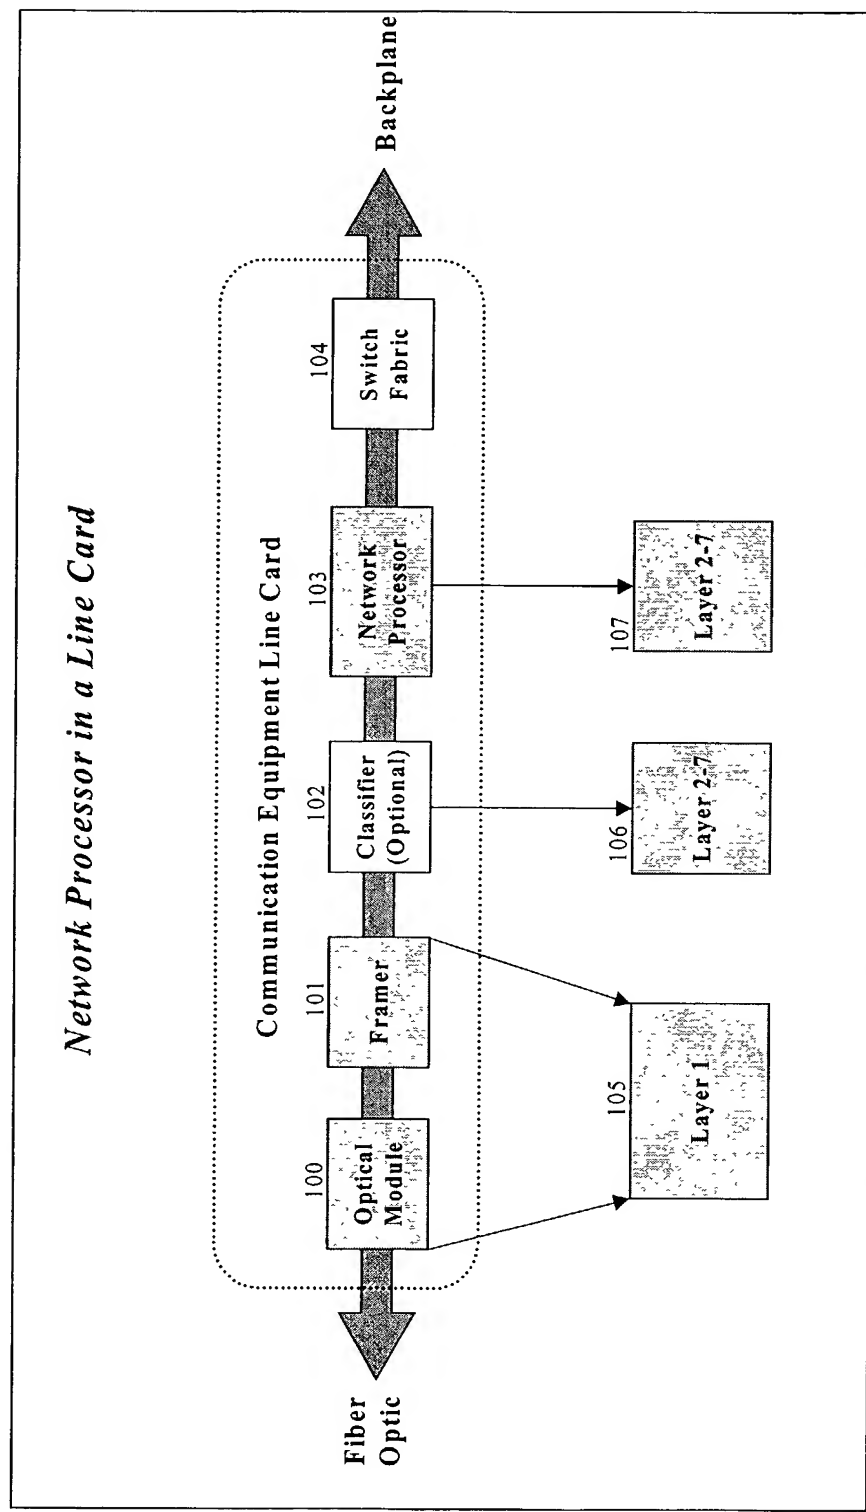 Network Processor in a Line Card
Communication Equipment Line Card
Fiber
Optic
100
Optical
Module
101
Framer
102
Classifier
(Optional)
103
Network
Processor
104
Switch
Fabric
Backplane
105
Layer 1
106
Layer 2-7
107
Layer 2-7